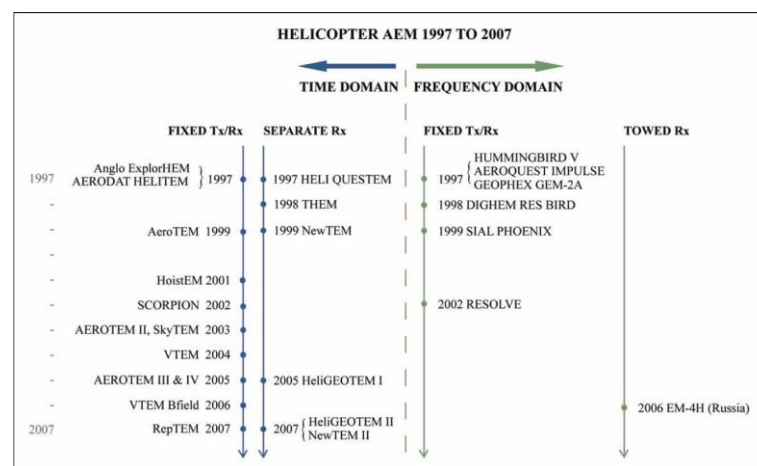 HELICOPTER AEM 1997 TO 2007
TIME DOMAIN FREQUENCY DOMAIN
FIXED Tx/Rx SEPARATE Rx FIXED Tx/Rx TOWED Rx
1997
Anglo ExplorHEM
AERODAT HELITEM } 1997
1997 HELI QUESTEM
1997 { HUMMINGBIRD V
AEROQUEST IMPULSE
GEOPHEX GEM-2A
- 1998 THEM 1998 DIGHEM RES BIRD
- AeroTEM 1999 1999 NewTEM 1999 SIAL PHOENIX
-
- HoistEM 2001
- SCORPION 2002 2002 RESOLVE
- AEROTEM II, SkyTEM 2003
- VTEM 2004
- AEROTEM III & IV 2005 2005 HeliGEOTEM I
- VTEM Bfield 2006 2006 EM-4H (Russia)
2007 RepTEM 2007 2007 { HeliGEOTEM II
NewTEM II